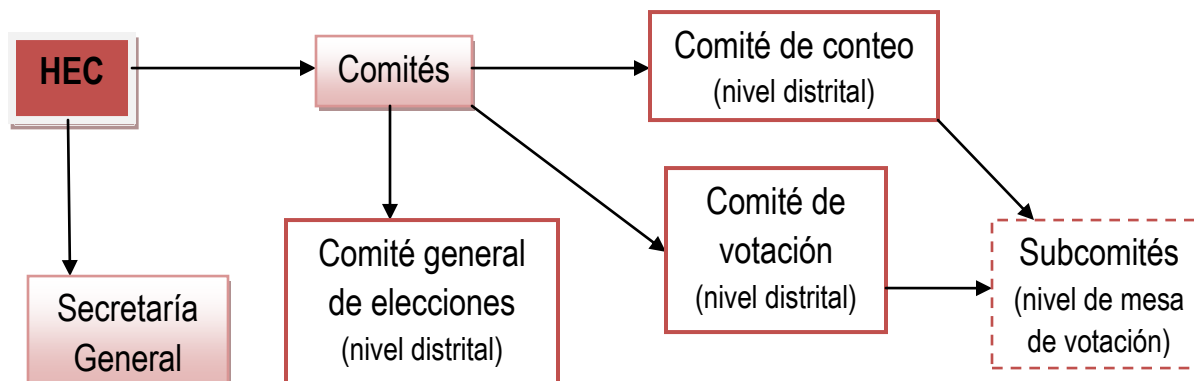 HEC
Comités
Comité de conteo
(nivel distrital)
Comité de
votación
(nivel distrital)
Subcomités
(nivel de mesa
de votación)
Comité general
de elecciones
(nivel distrital)
Secretaría
General